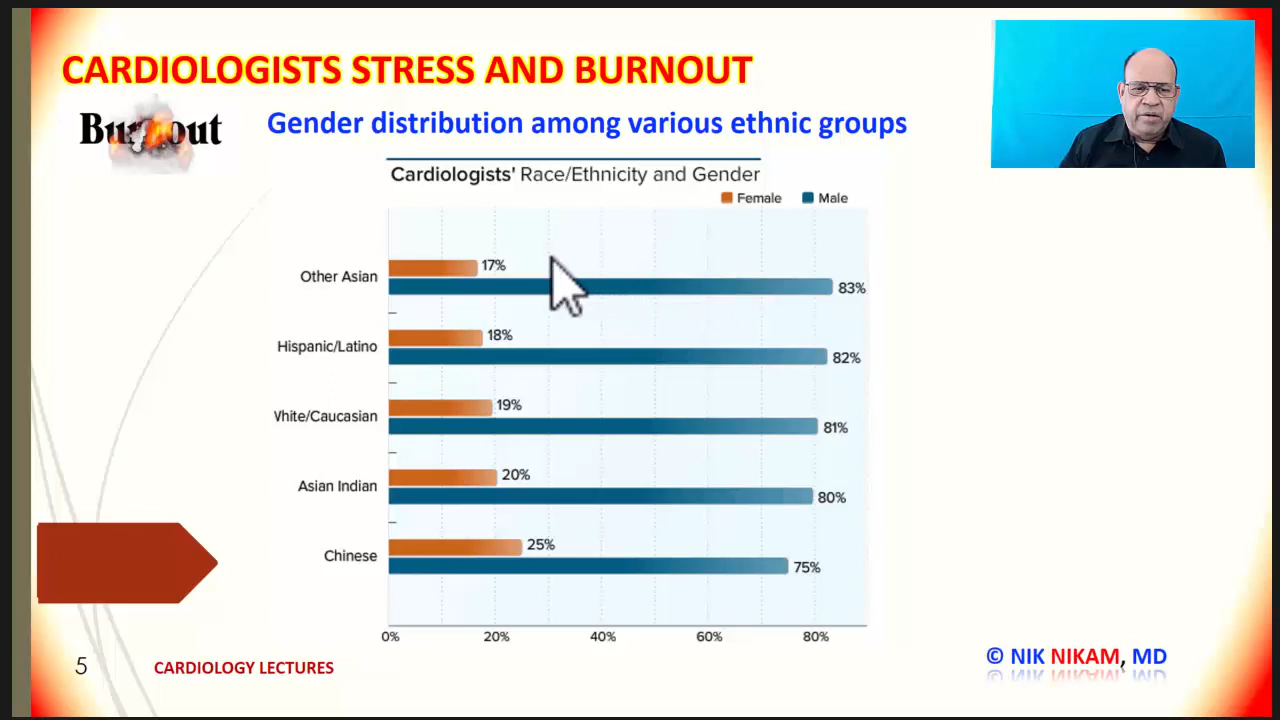 CARDIOLOGISTS STRESS AND BURNOUT
Burnout
Gender distribution among various ethnic groups
Cardiologists' Race/Ethnicity and Gender
Female Male
Other Asian 17%
83%
Hispanic/Latino 18%
82%
White/Caucasian 19%
81%
Asian Indian 20%
80%
Chinese 25%
75%
0% 20% 40% 60% 80%
5 CARDIOLOGY LECTURES
© NIK NIKAM, MD